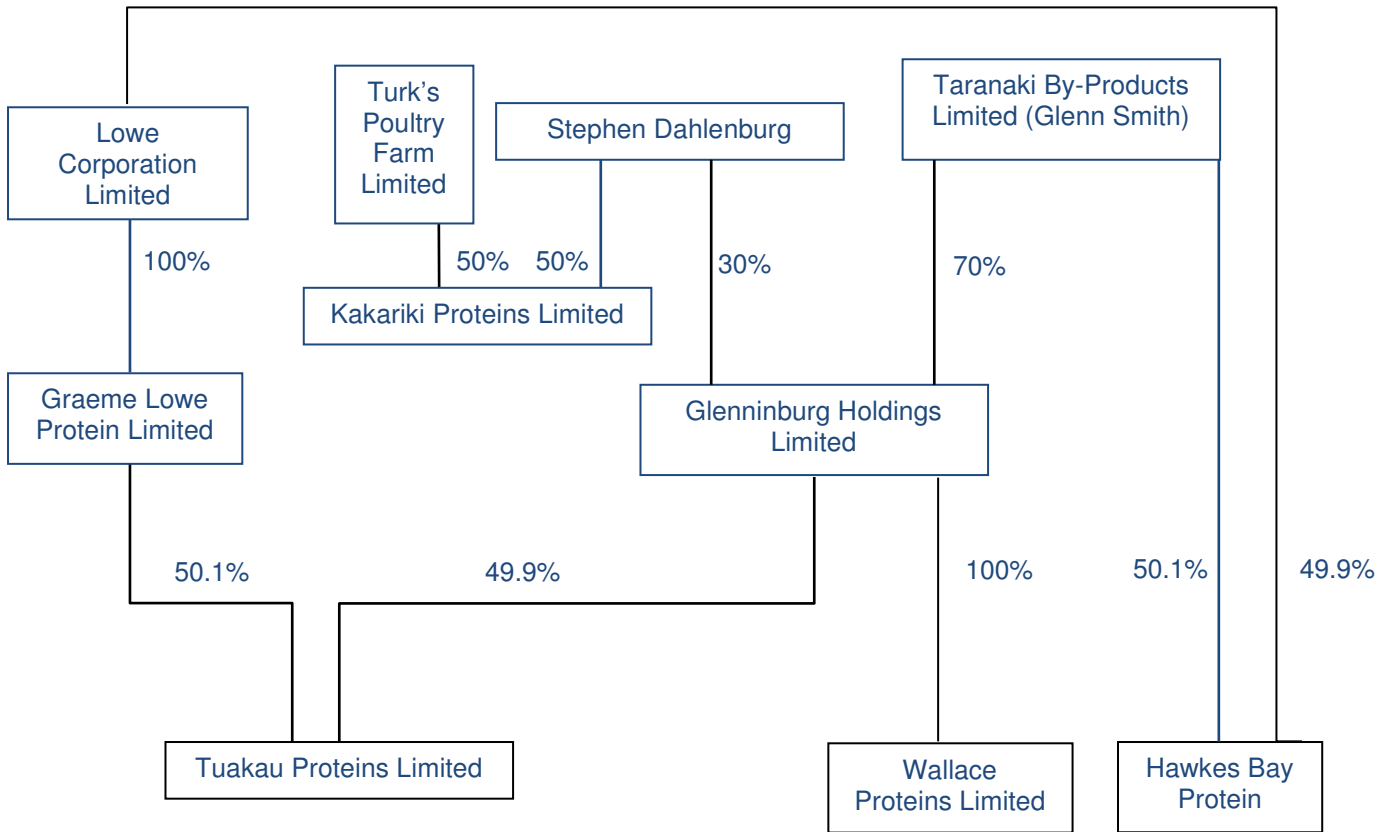 Lowe
Corporation
Limited
Turk's
Poultry
Farm
Limited
Stephen Dahlenburg
Taranaki By-Products
Limited (Glenn Smith)
100%
50%
50%
30%
70%
Kakariki Proteins Limited
Graeme Lowe
Protein Limited
Glenninburg Holdings
Limited
50.1%
49.9%
100%
50.1%
49.9%
Tuakau Proteins Limited
Wallace
Proteins Limited
Hawkes Bay
Protein